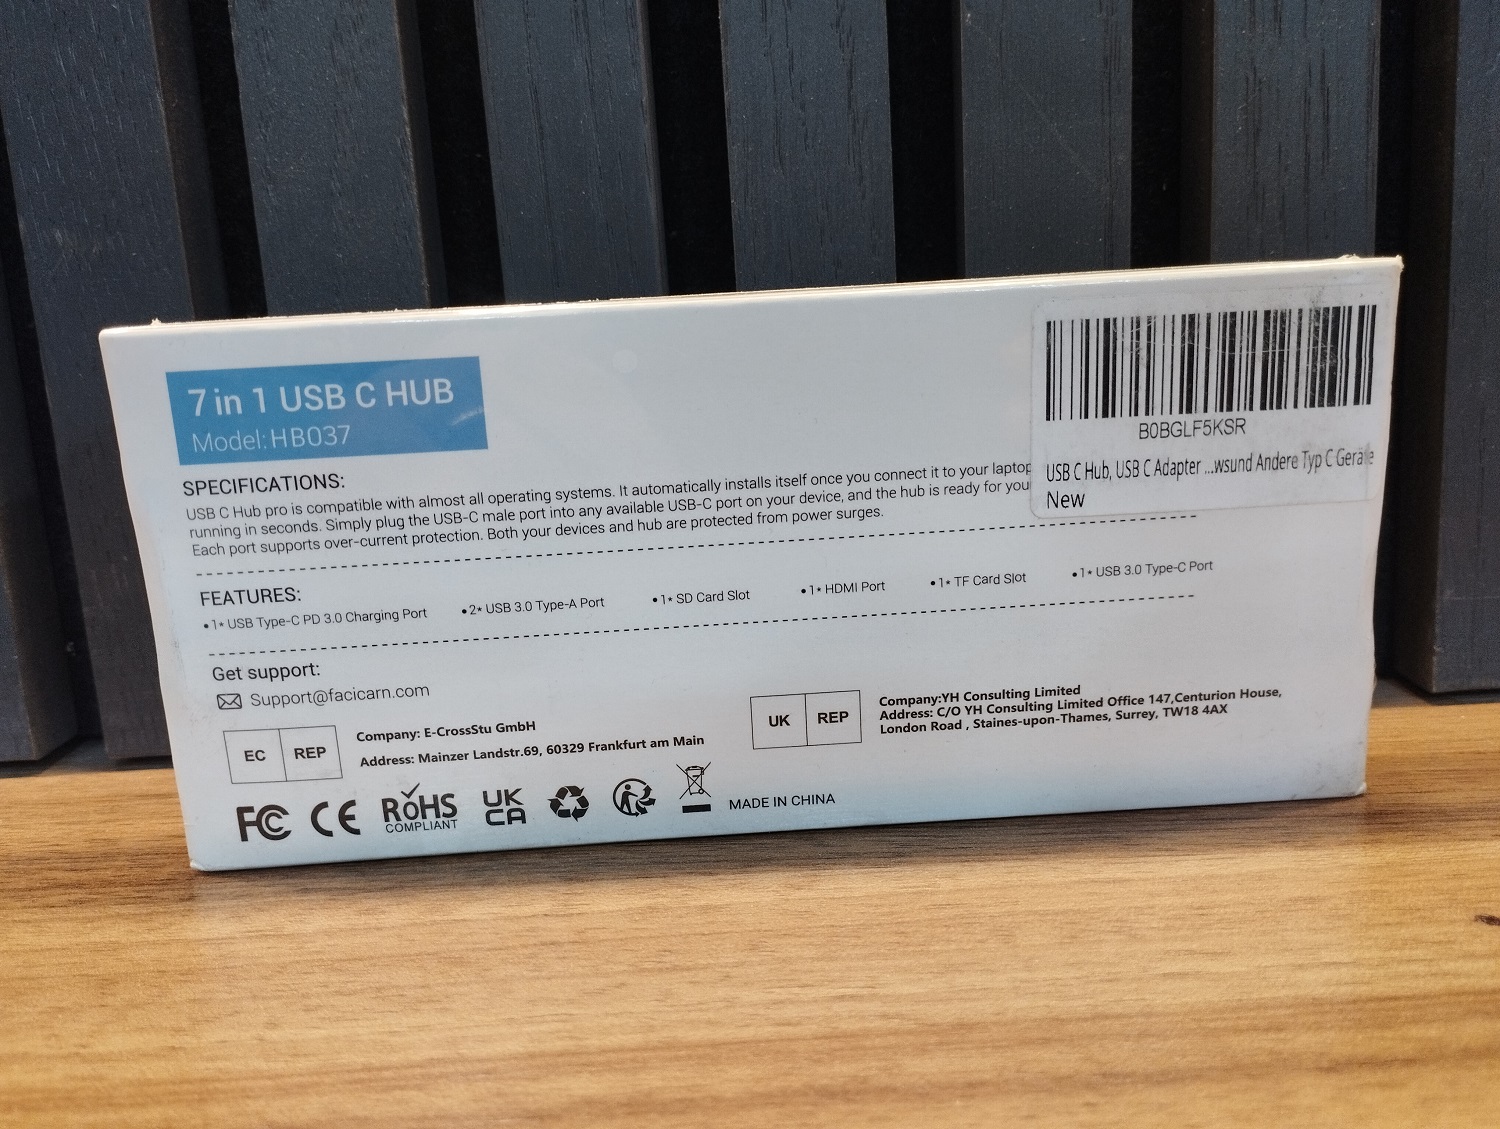 7 in 1 USB C HUB
Model: HB037
SPECIFICATIONS:
USB C Hub pro is compatible with almost all operating systems. It automatically installs itself once you connect it to your laptop
running in seconds. Simply plug the USB-C male port into any available USB-C port on your device, and the hub is ready for you
Each port supports over-current protection. Both your devices and hub are protected from power surges.
B0BGLF5KSR
USB C Hub, USB C Adapter ...wsund Andere Typ C Geräte
New
FEATURES:
•1* USB Type-C PD 3.0 Charging Port •2* USB 3.0 Type-A Port •1* SD Card Slot •1* HDMI Port •1* TF Card Slot •1* USB 3.0 Type-C Port
Get support:
Support@facicarn.com
EC REP
Company: E-CrossStu GmbH
Address: Mainzer Landstr.69, 60329 Frankfurt am Main
UK REP
Company:YH Consulting Limited
Address: C/O YH Consulting Limited Office 147,Centurion House,
London Road , Staines-upon-Thames, Surrey, TW18 4AX
FC CE RoHS COMPLIANT UK CA
MADE IN CHINA